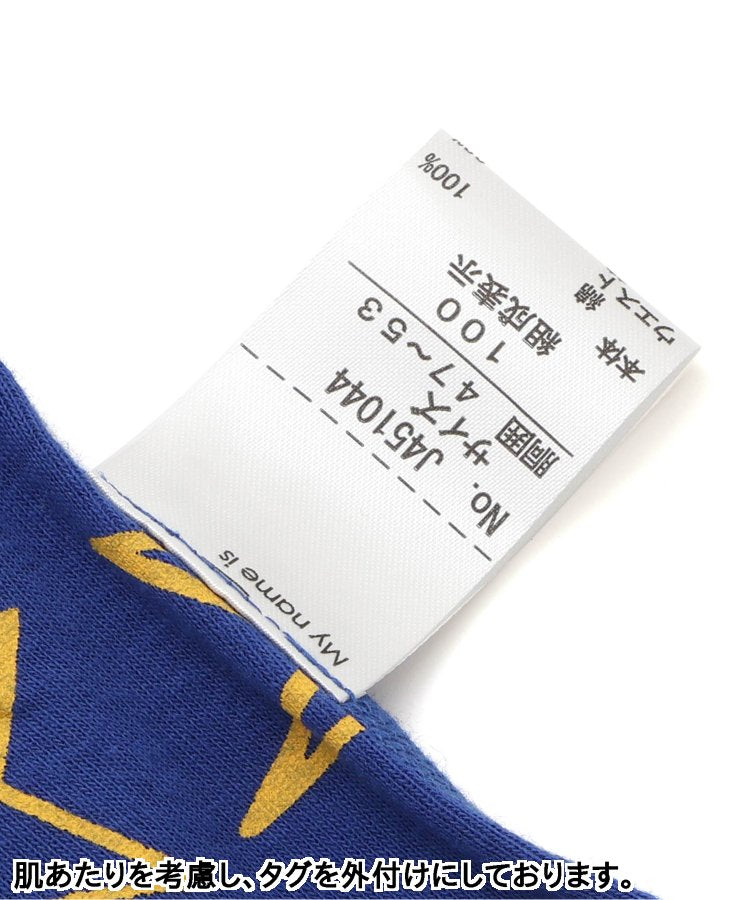 My name is
No. J451044
サイズ 100
胴囲 47～53
組成表示
本体 綿 100%
ウエスト
肌あたりを考慮し、タグを外付けにしております。